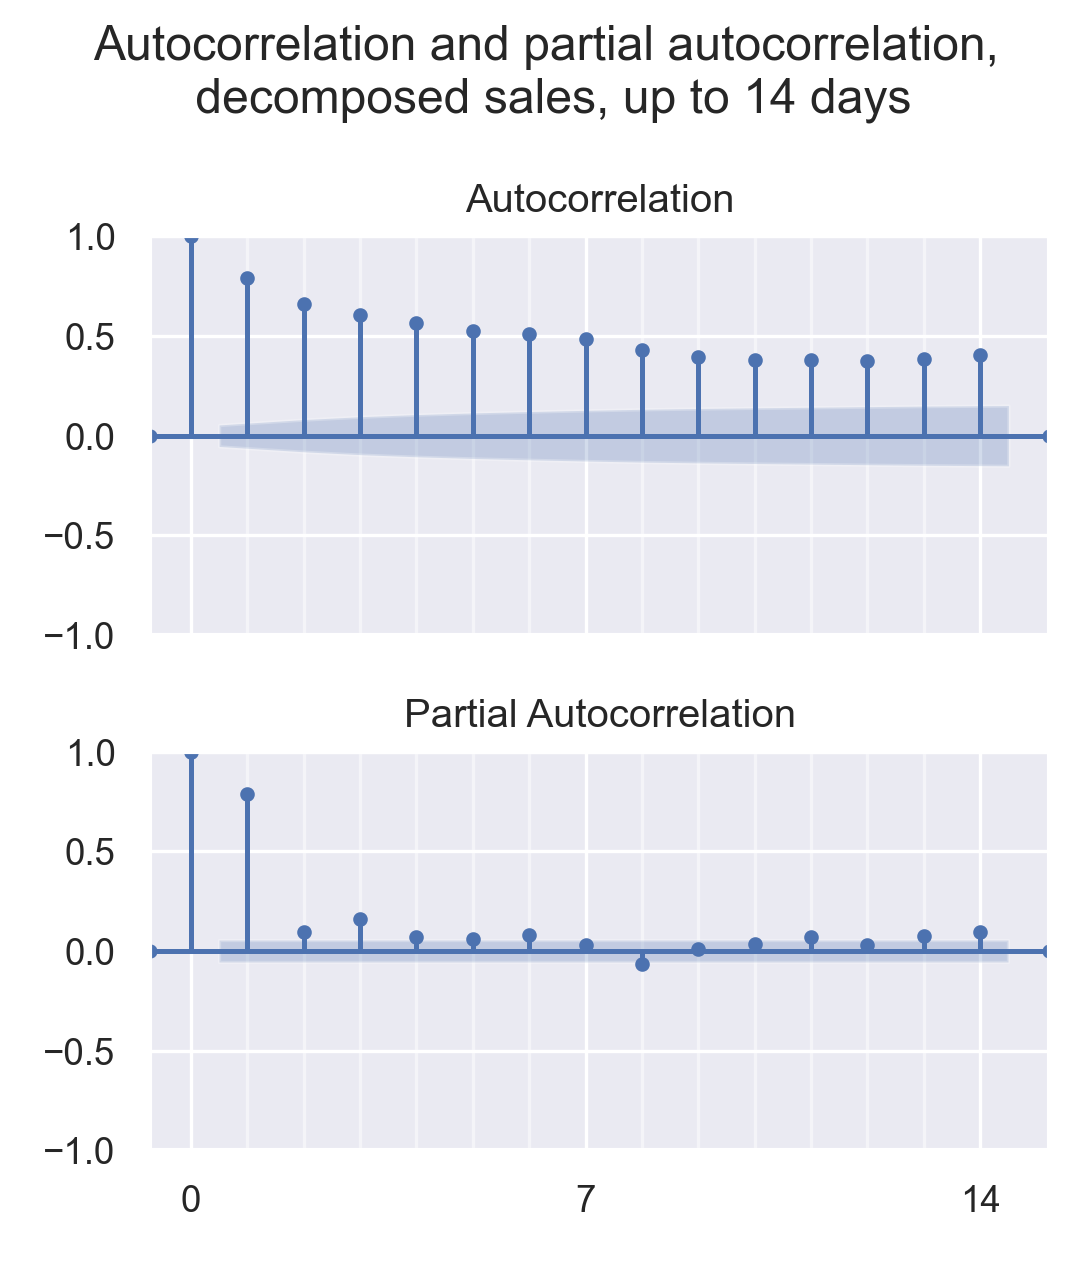 Autocorrelation and partial autocorrelation,
decomposed sales, up to 14 days
Autocorrelation
1.0
0.5
0.0
−0.5
−1.0
Partial Autocorrelation
1.0
0.5
0.0
−0.5
−1.0
0 7 14